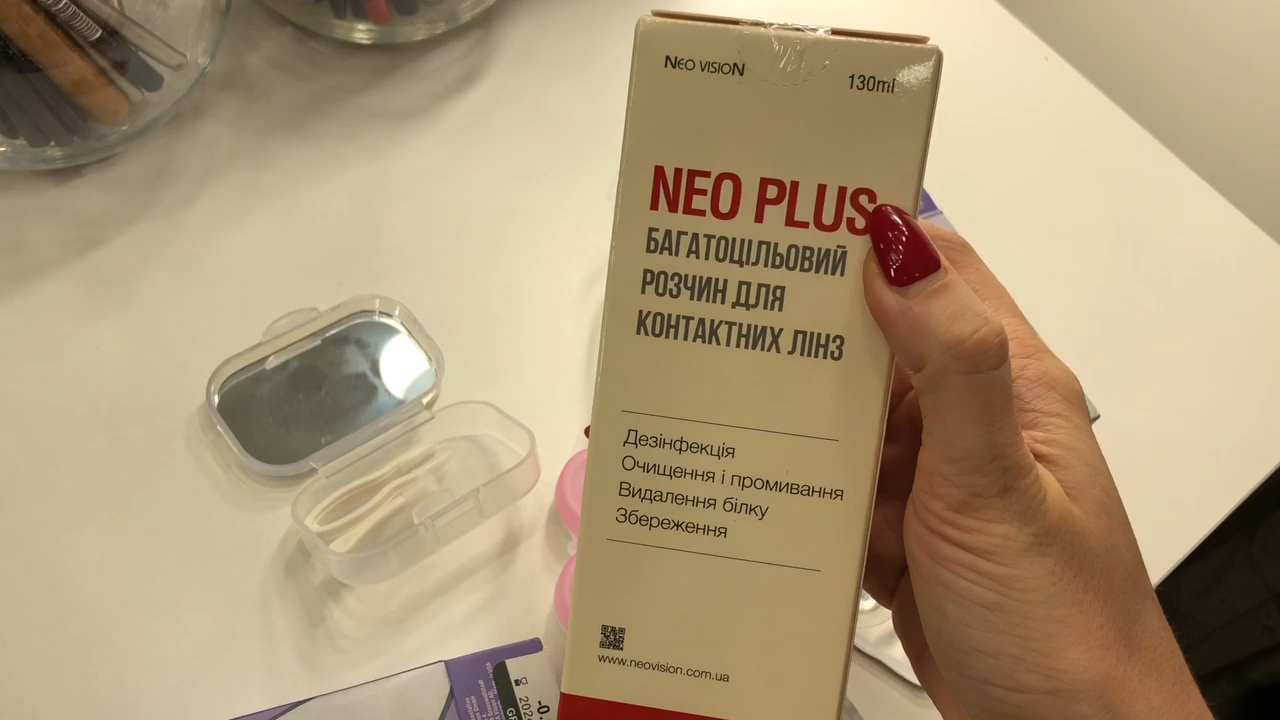 NEO VISION
130ml
NEO PLUS
БАГАТОЦІЛЬОВИЙ
РОЗЧИН ДЛЯ
КОНТАКТНИХ ЛІНЗ
Дезінфекція
Очищення і промивання
Видалення білку
Збереження
www.neovision.com.ua